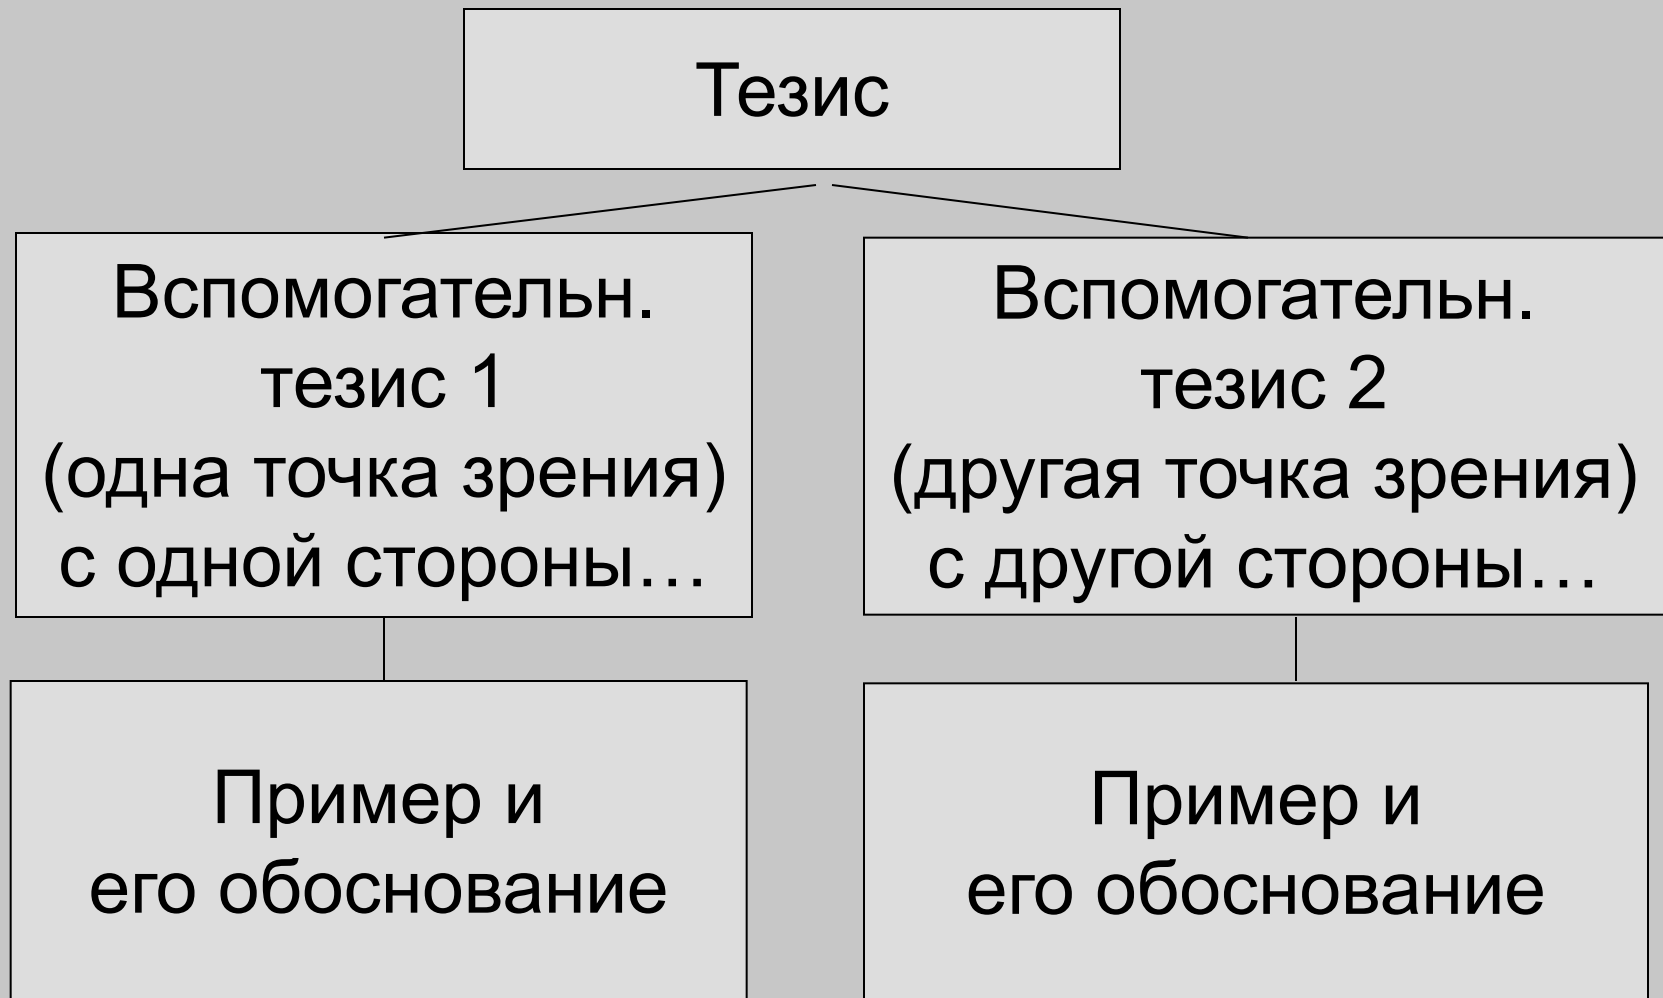 Тезис
Вспомогательн.
тезис 1
(одна точка зрения)
с одной стороны…
Вспомогательн.
тезис 2
(другая точка зрения)
с другой стороны…
Пример и
его обоснование
Пример и
его обоснование